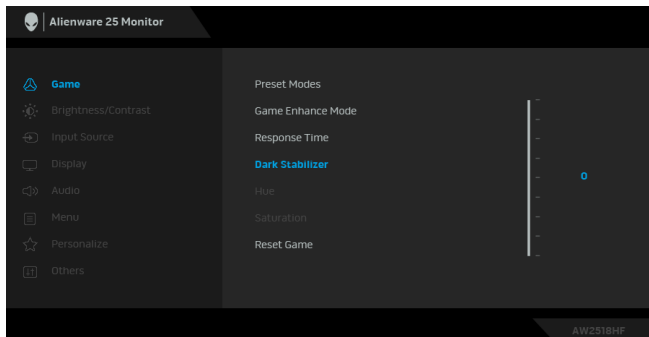 Alienware 25 Monitor
Game
Brightness/Contrast
Input Source
Display
Audio
Menu
Personalize
Others
Preset Modes
Game Enhance Mode
Response Time
Dark Stabilizer
Hue
Saturation
Reset Game
0
AW2518HF